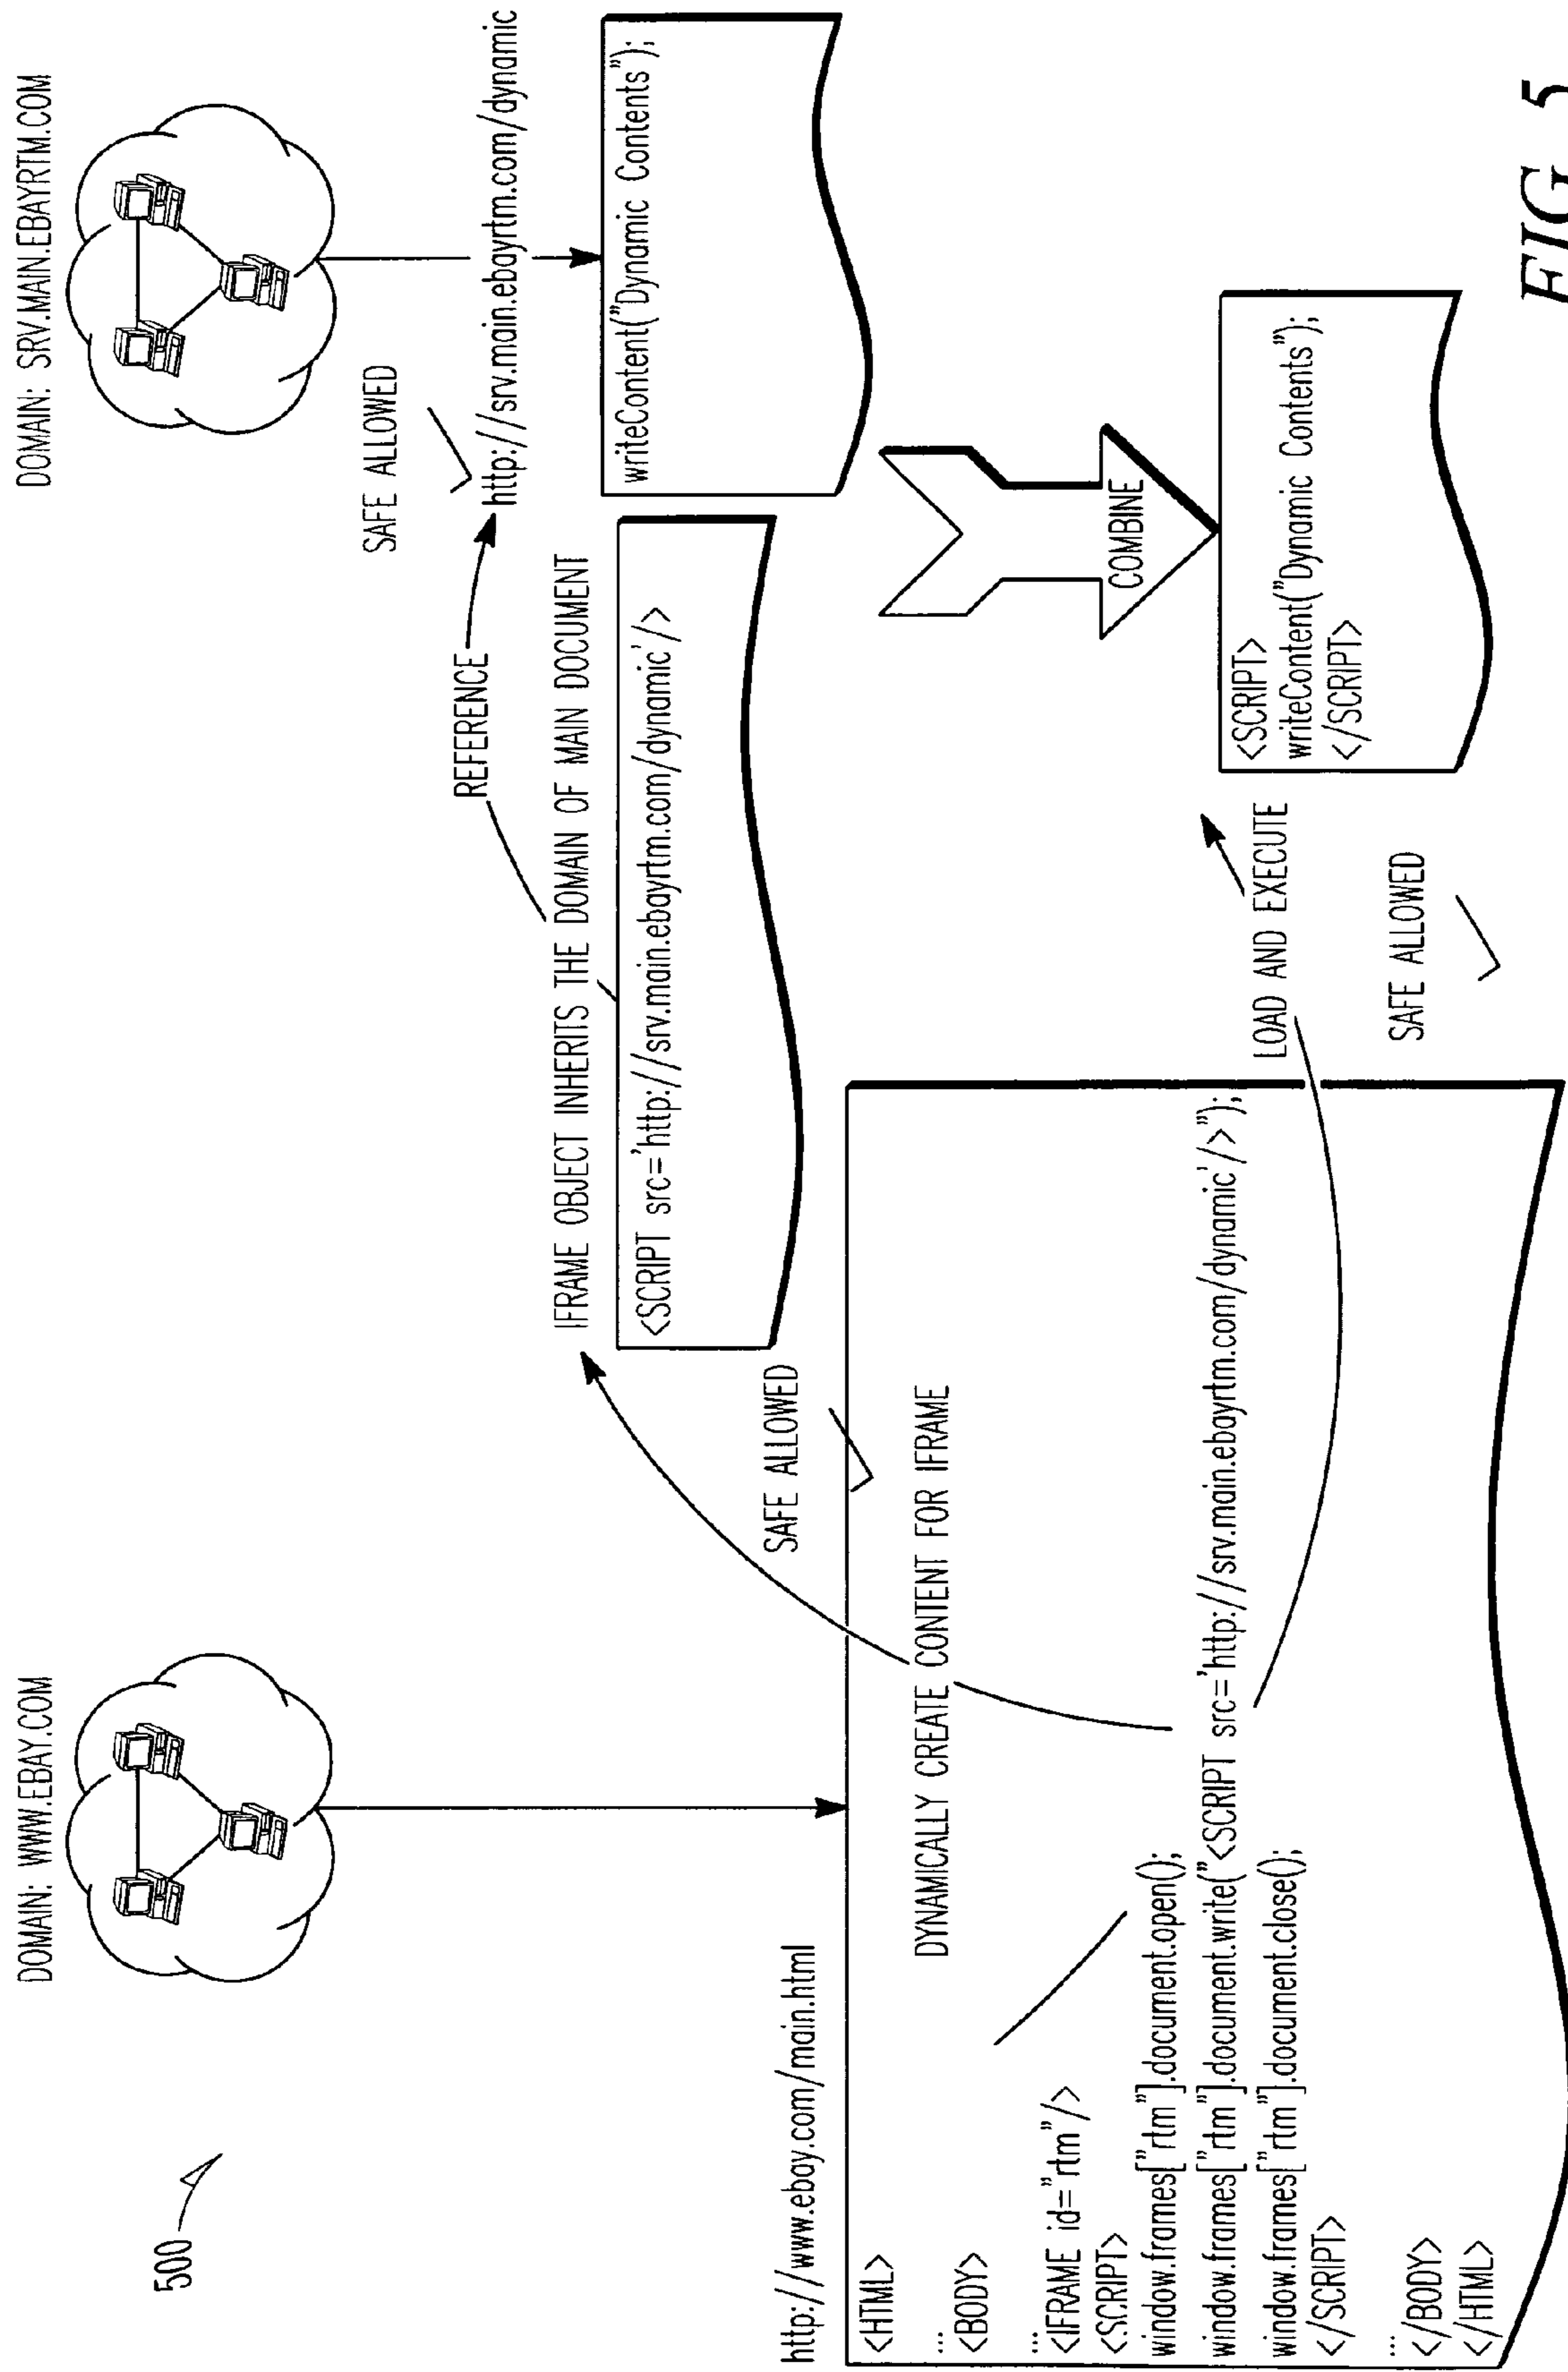 500
DOMAIN: WWW.EBAY.COM
DOMAIN: SRV.MAIN.EBAYRTM.COM
SAFE ALLOWED
REFERENCE
http://srv.main.ebayrtm.com/dynamic
IFRAME OBJECT INHERITS THE DOMAIN OF MAIN DOCUMENT
<SCRIPT src='http://srv.main.ebayrtm.com/dynamic'/>
writeContent("Dynamic Contents");
http://www.ebay.com/main.html
SAFE ALLOWED
<HTML>
...
<BODY>
DYNAMICALLY CREATE CONTENT FOR IFRAME
...
<IFRAME id="rtm"/>
<SCRIPT>
window.frames["rtm"].document.open();
window.frames["rtm"].document.write("<SCRIPT src='http://srv.main.ebayrtm.com/dynamic'/>");
window.frames["rtm"].document.close();
</SCRIPT>
...
</BODY>
</HTML>
COMBINE
LOAD AND EXECUTE
<SCRIPT>
writeContent("Dynamic Contents");
</SCRIPT>
SAFE ALLOWED
FIG. 5